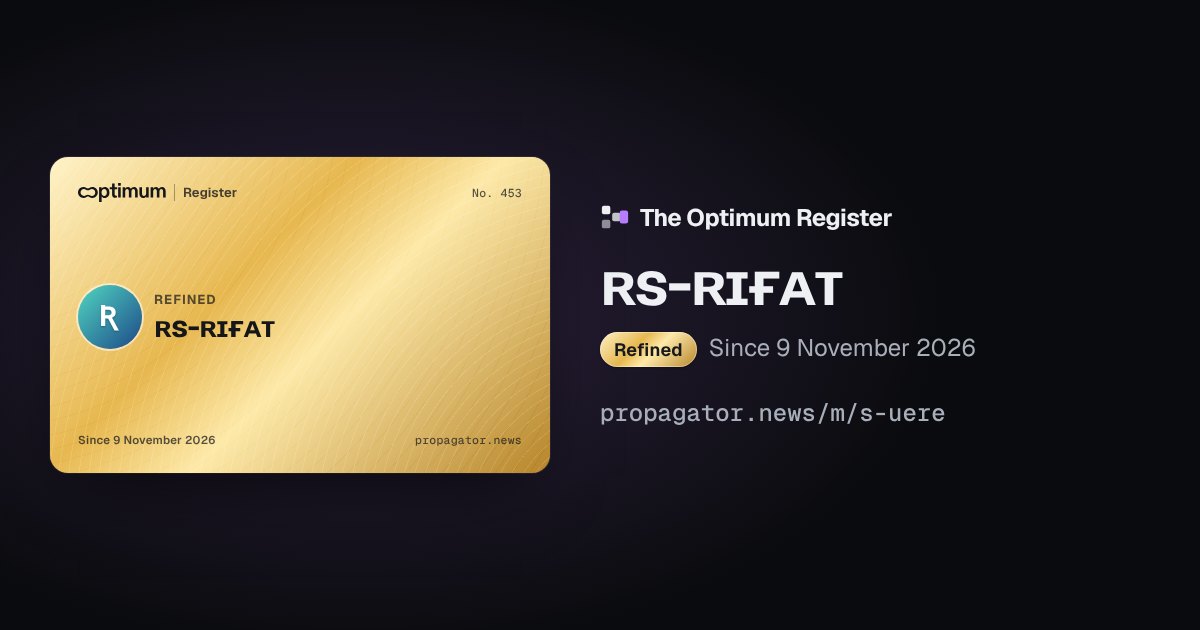 optimum | Register
No. 453
R
REFINED
RS-RIFAT
Since 9 November 2026
propagator.news
The Optimum Register
RS-RIFAT
Refined
Since 9 November 2026
propagator.news/m/s-uere